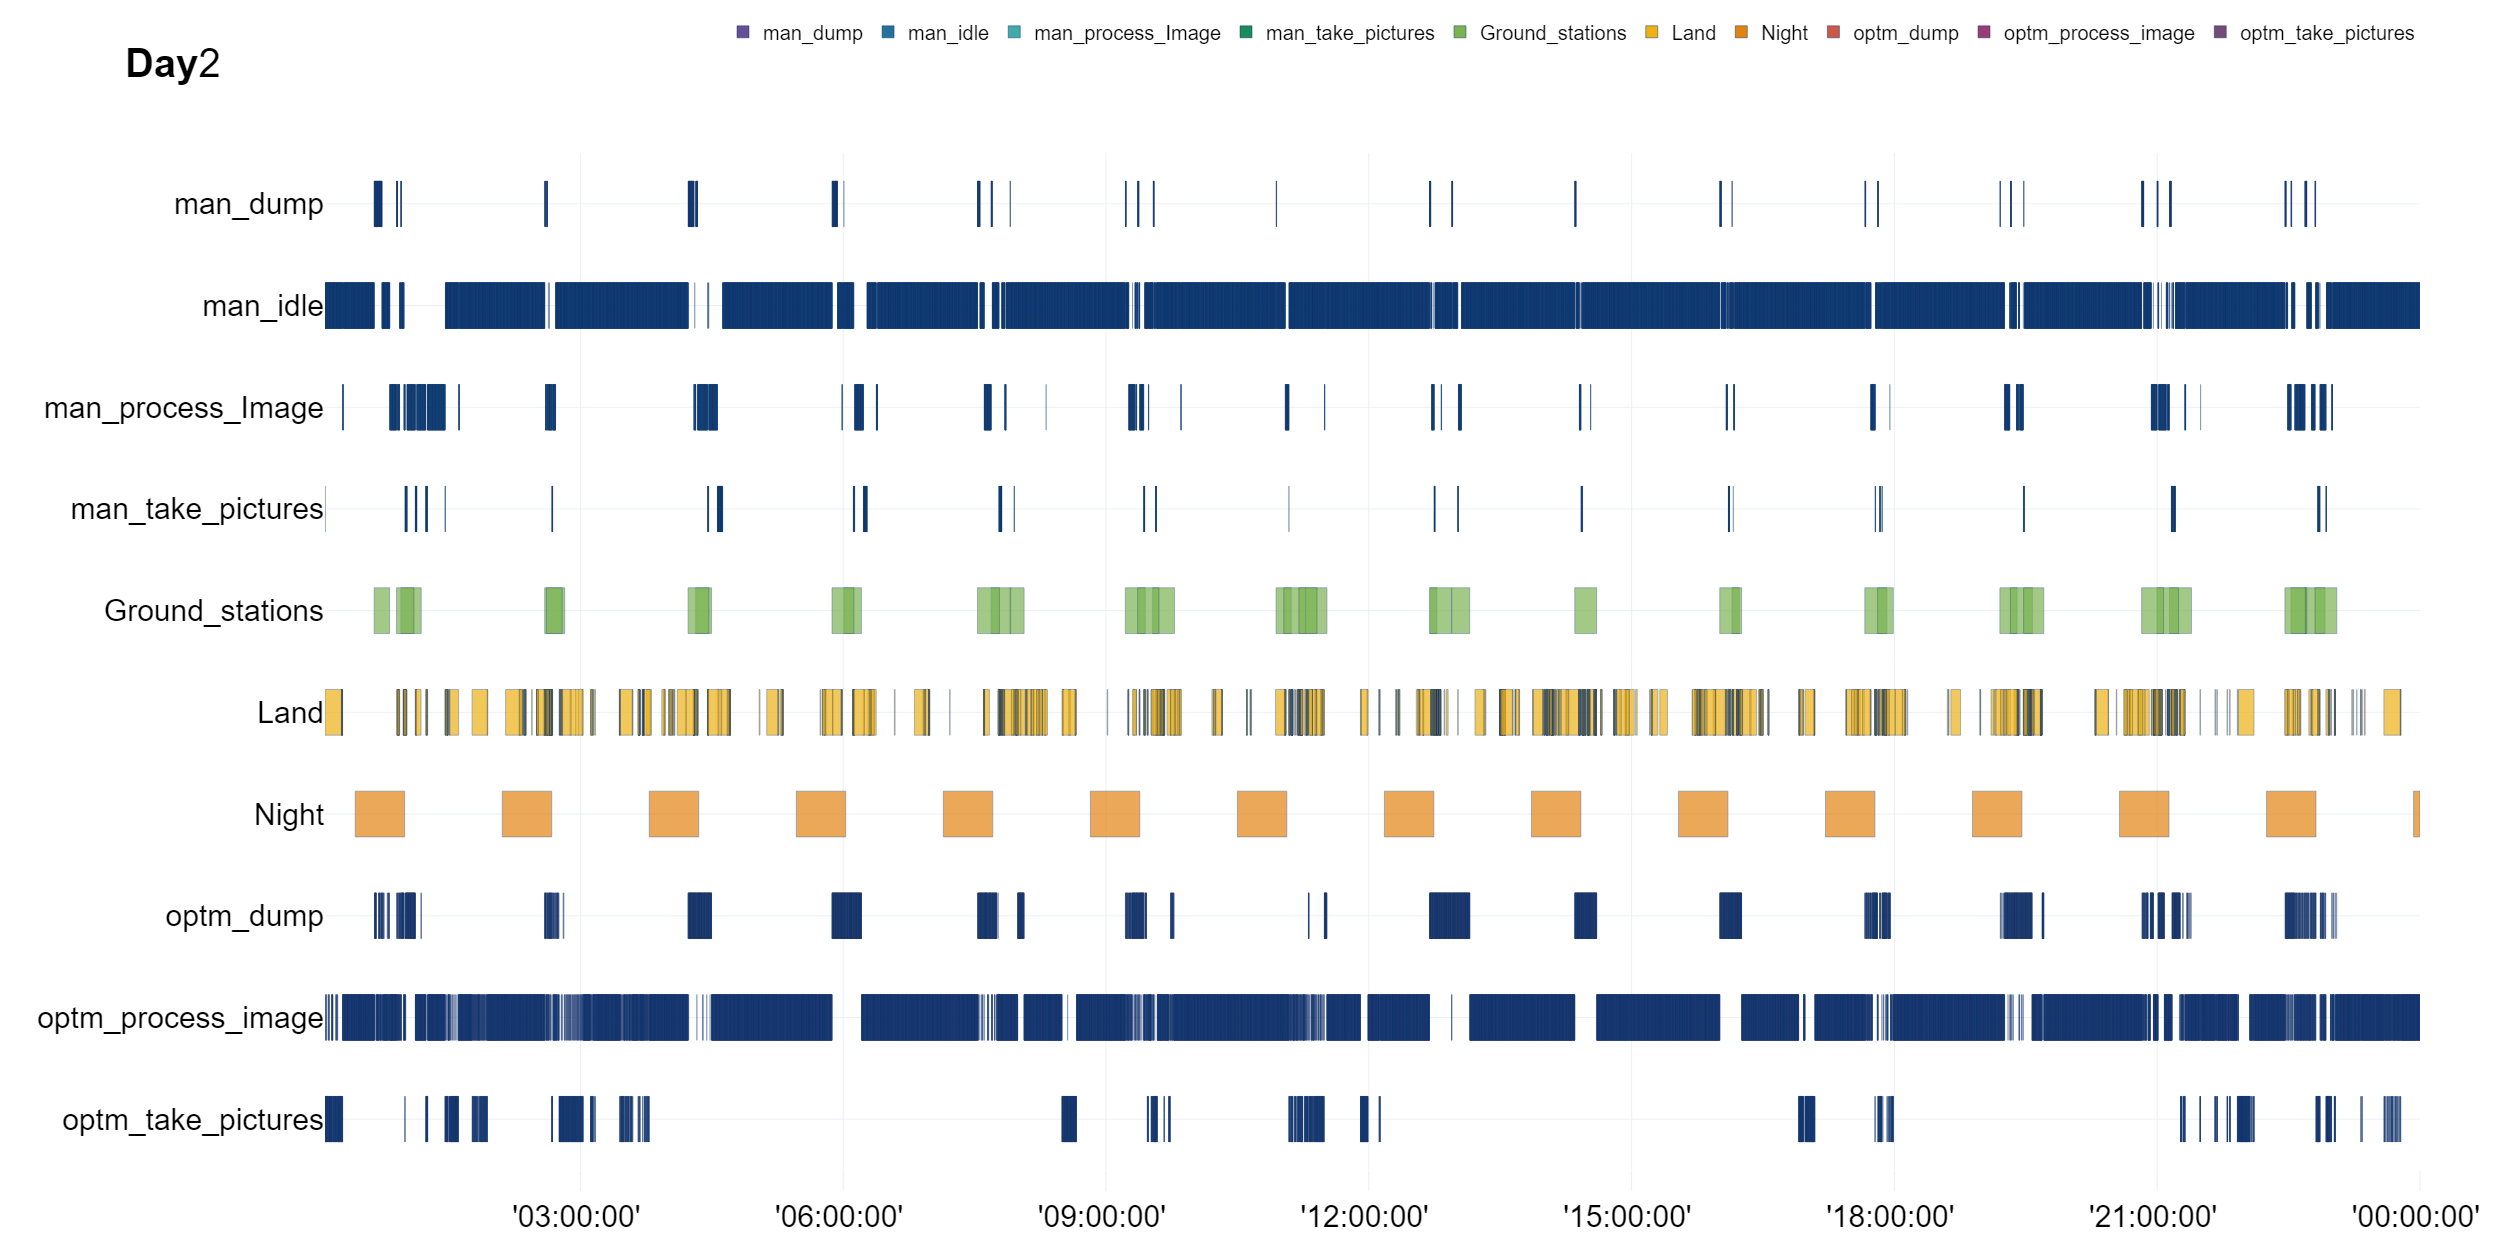 man_dump man_idle man_process_Image man_take_pictures Ground_stations Land Night optm_dump optm_process_image optm_take_pictures
Day2
man_dump
man_idle
man_process_Image
man_take_pictures
Ground_stations
Land
Night
optm_dump
optm_process_image
optm_take_pictures
'03:00:00' '06:00:00' '09:00:00' '12:00:00' '15:00:00' '18:00:00' '21:00:00' '00:00:00'